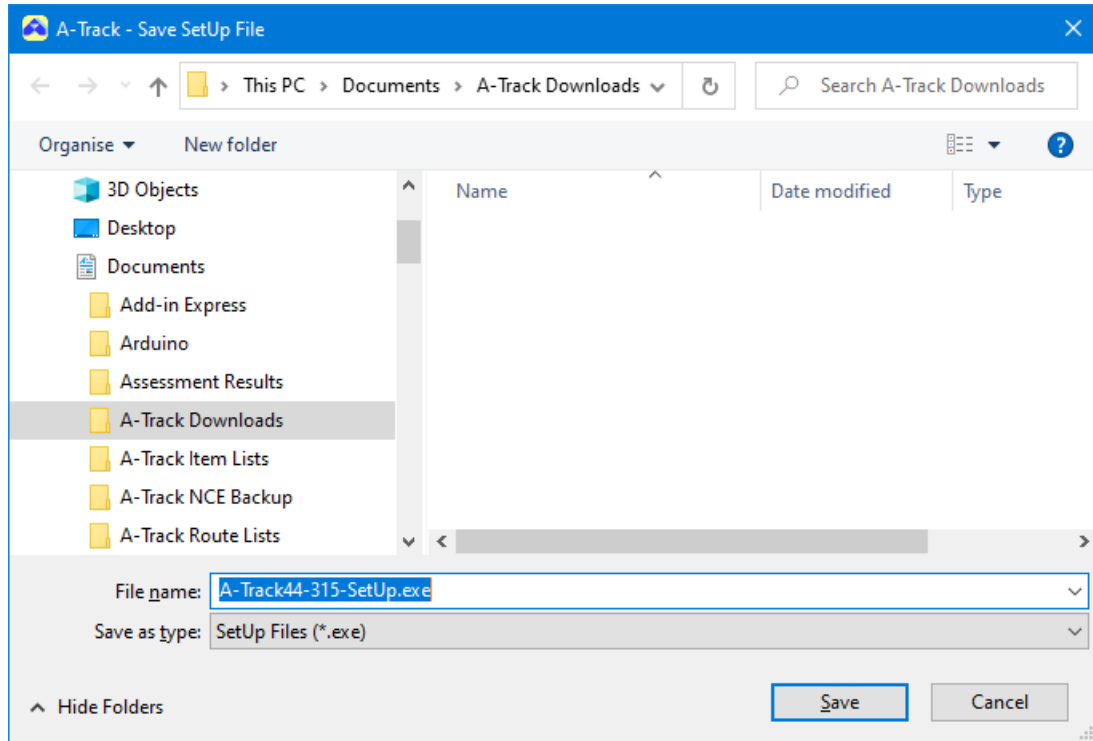 A-Track - Save SetUp File
This PC > Documents > A-Track Downloads
Search A-Track Downloads
Organise
New folder
?
3D Objects
Desktop
Documents
Add-in Express
Arduino
Assessment Results
A-Track Downloads
A-Track Item Lists
A-Track NCE Backup
A-Track Route Lists
Name Date modified Type
File name: A-Track44-315-SetUp.exe
Save as type: SetUp Files (*.exe)
Hide Folders
Save Cancel